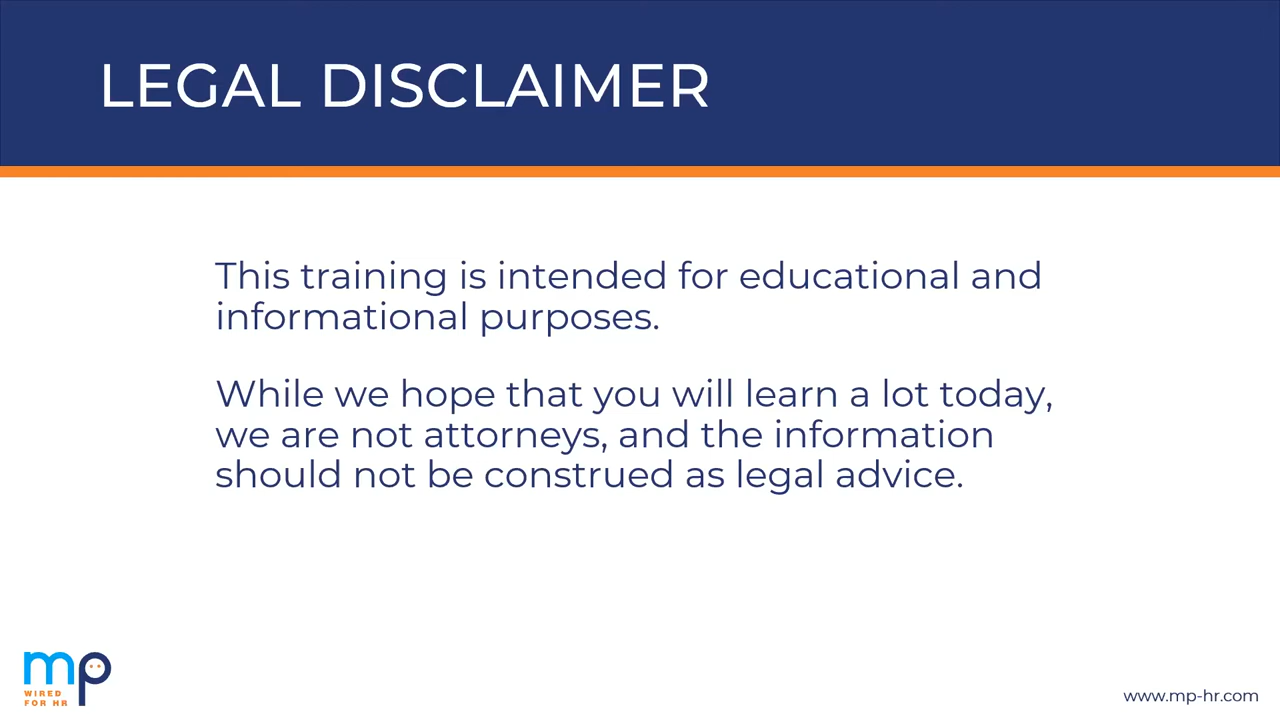 LEGAL DISCLAIMER
This training is intended for educational and
informational purposes.
While we hope that you will learn a lot today,
we are not attorneys, and the information
should not be construed as legal advice.
mp
WIRED
FOR HR
www.mp-hr.com